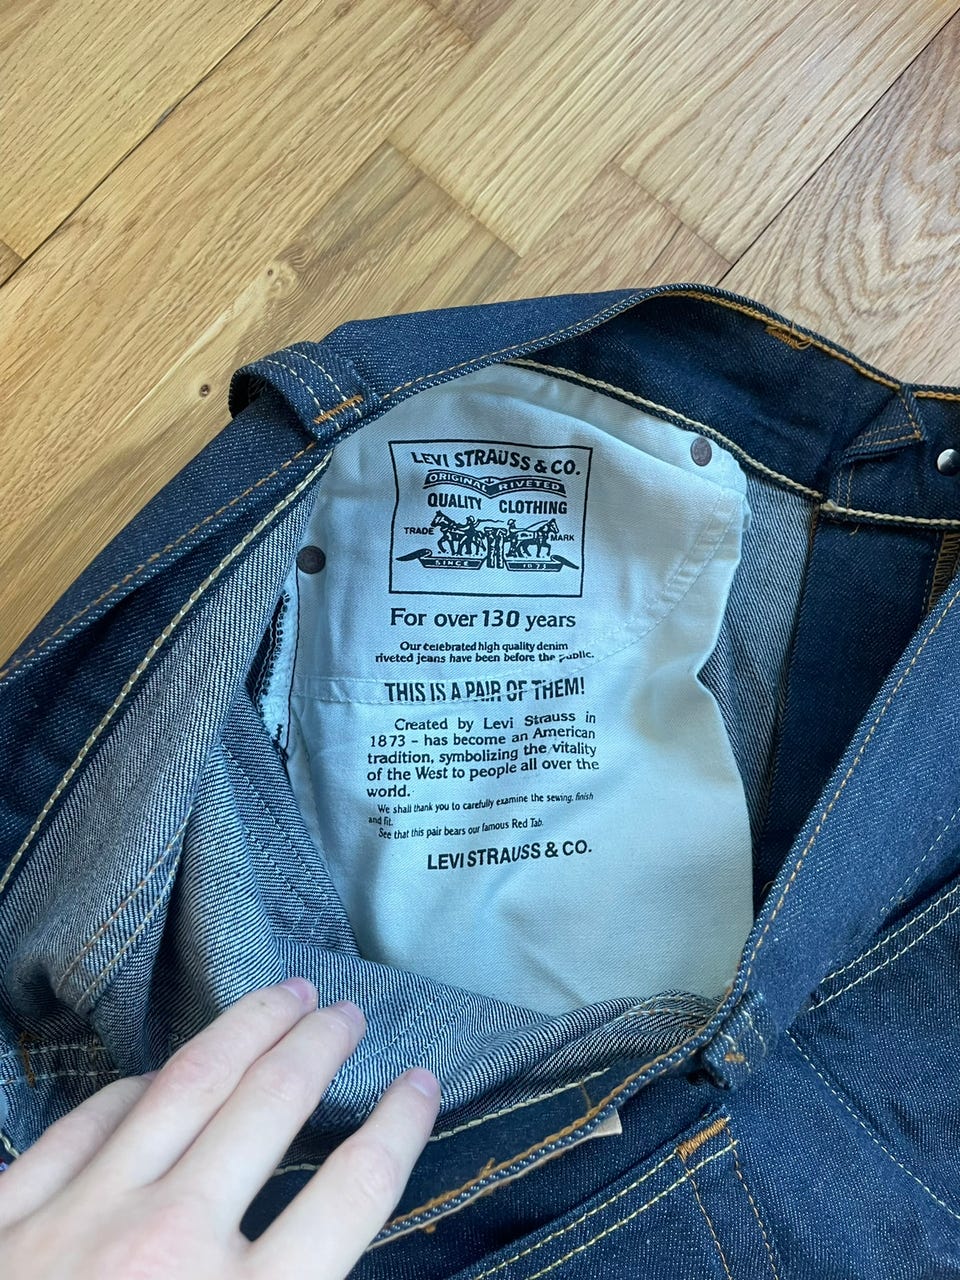 LEVI STRAUSS & CO.
ORIGINAL RIVETED
QUALITY CLOTHING
TRADE MARK
SINCE 1873
For over 130 years
Our celebrated high quality denim
riveted jeans have been before the public.
THIS IS A PAIR OF THEM!
Created by Levi Strauss in
1873 – has become an American
tradition, symbolizing the vitality
of the West to people all over the
world.
We shall thank you to carefully examine the sewing, finish
and fit.
See that this pair bears our famous Red Tab.
LEVI STRAUSS & CO.